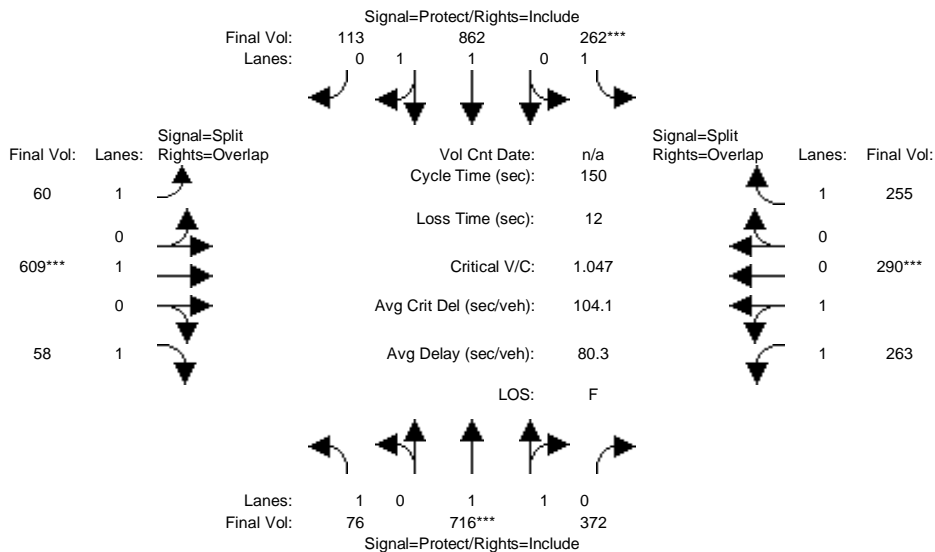 Signal=Protect/Rights=Include
Final Vol: 113 862 262***
Lanes: 0 1 1 0 1
Signal=Split
Final Vol: Lanes: Rights=Overlap
Vol Cnt Date: n/a
Signal=Split
Rights=Overlap Lanes: Final Vol:
Cycle Time (sec): 150
60 1
1 255
Loss Time (sec): 12
0
0
609*** 1
Critical V/C: 1.047
0 290***
0
Avg Crit Del (sec/veh): 104.1
1
58 1
Avg Delay (sec/veh): 80.3
1 263
LOS: F
Lanes: 1 0 1 1 0
Final Vol: 76 716*** 372
Signal=Protect/Rights=Include